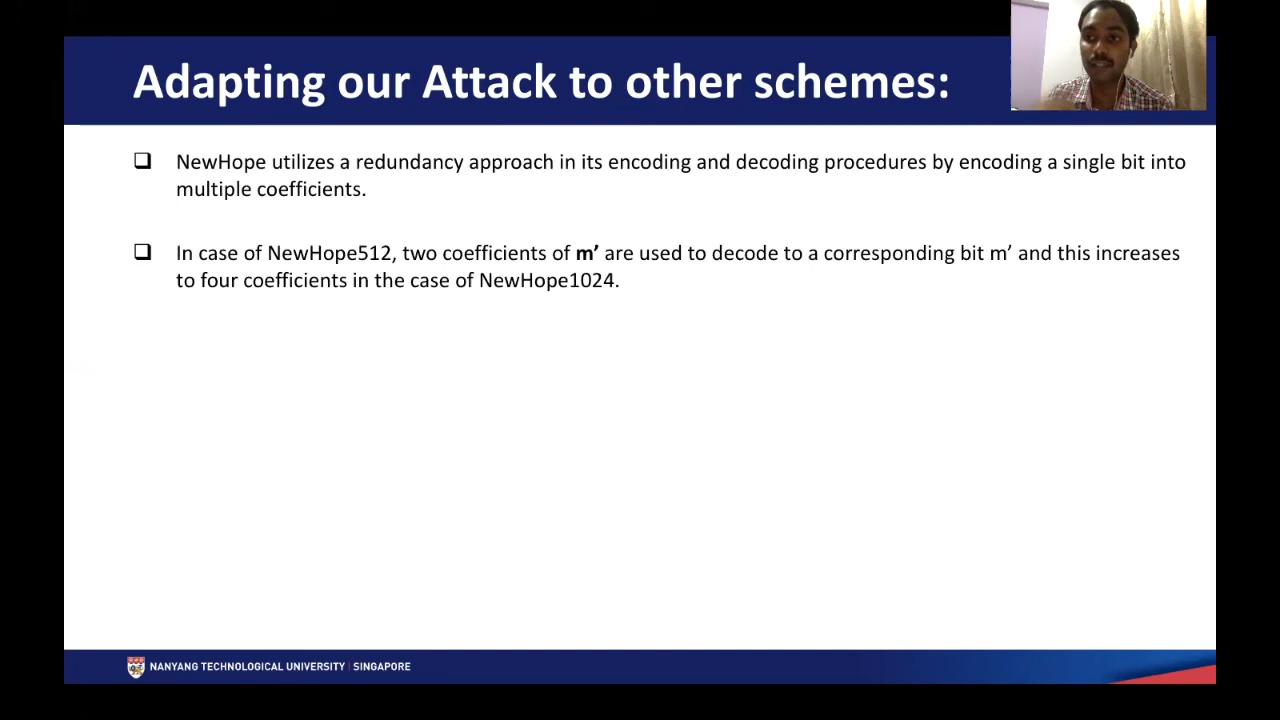 Adapting our Attack to other schemes:
NewHope utilizes a redundancy approach in its encoding and decoding procedures by encoding a single bit into
multiple coefficients.
In case of NewHope512, two coefficients of m’ are used to decode to a corresponding bit m’ and this increases
to four coefficients in the case of NewHope1024.
NANYANG TECHNOLOGICAL UNIVERSITY | SINGAPORE